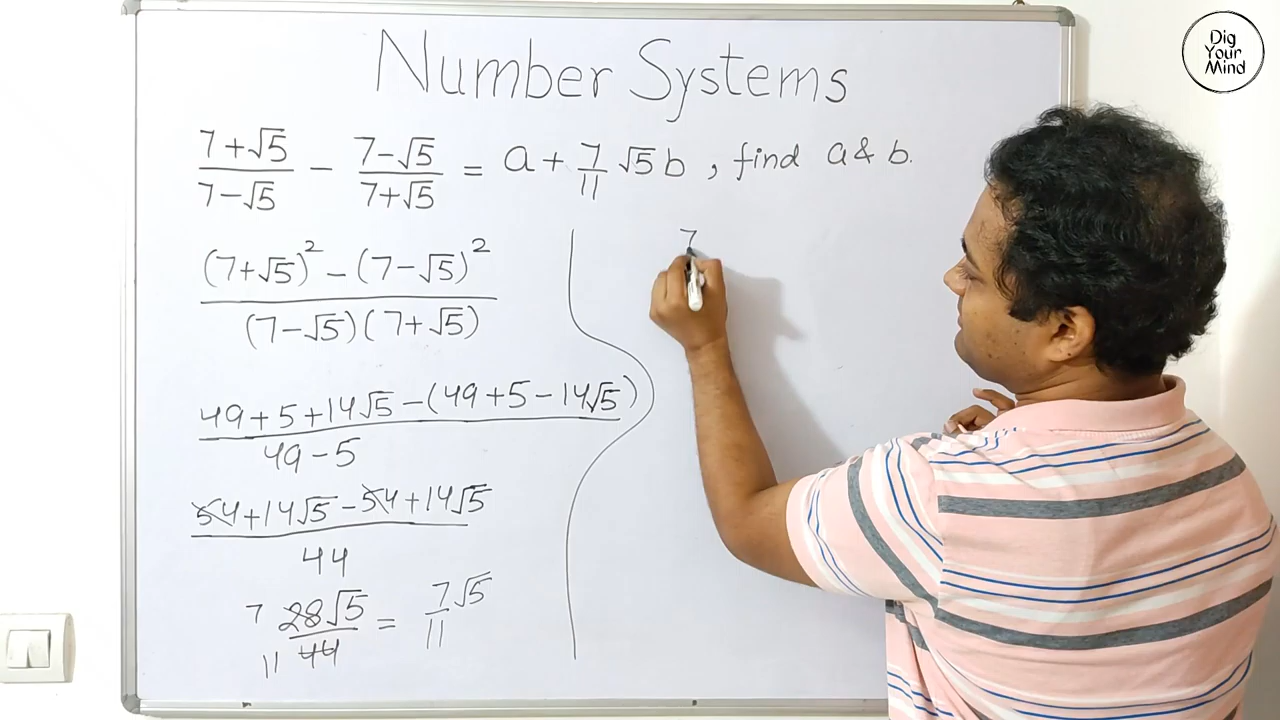 Number Systems
Dig
Your
Mind
(7+√5)/(7-√5) - (7-√5)/(7+√5) = a + 7/11 √5 b , find a & b.
((7+√5)² - (7-√5)²)/((7-√5)(7+√5))
(49+5+14√5 -(49+5-14√5))/(49-5)
(54+14√5-54+14√5)/44
7 28√5/44 11 = 7√5/11
7